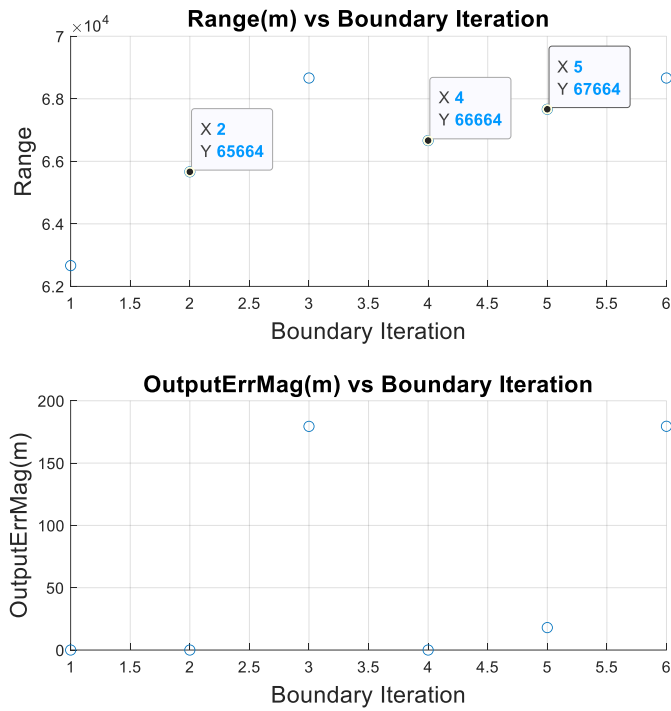 Range(m) vs Boundary Iteration
×10⁴
7
6.8
6.6
6.4
6.2
Range
X 2
Y 65664
X 4
Y 66664
X 5
Y 67664
1 1.5 2 2.5 3 3.5 4 4.5 5 5.5 6
Boundary Iteration
OutputErrMag(m) vs Boundary Iteration
200
150
100
50
0
OutputErrMag(m)
1 1.5 2 2.5 3 3.5 4 4.5 5 5.5 6
Boundary Iteration